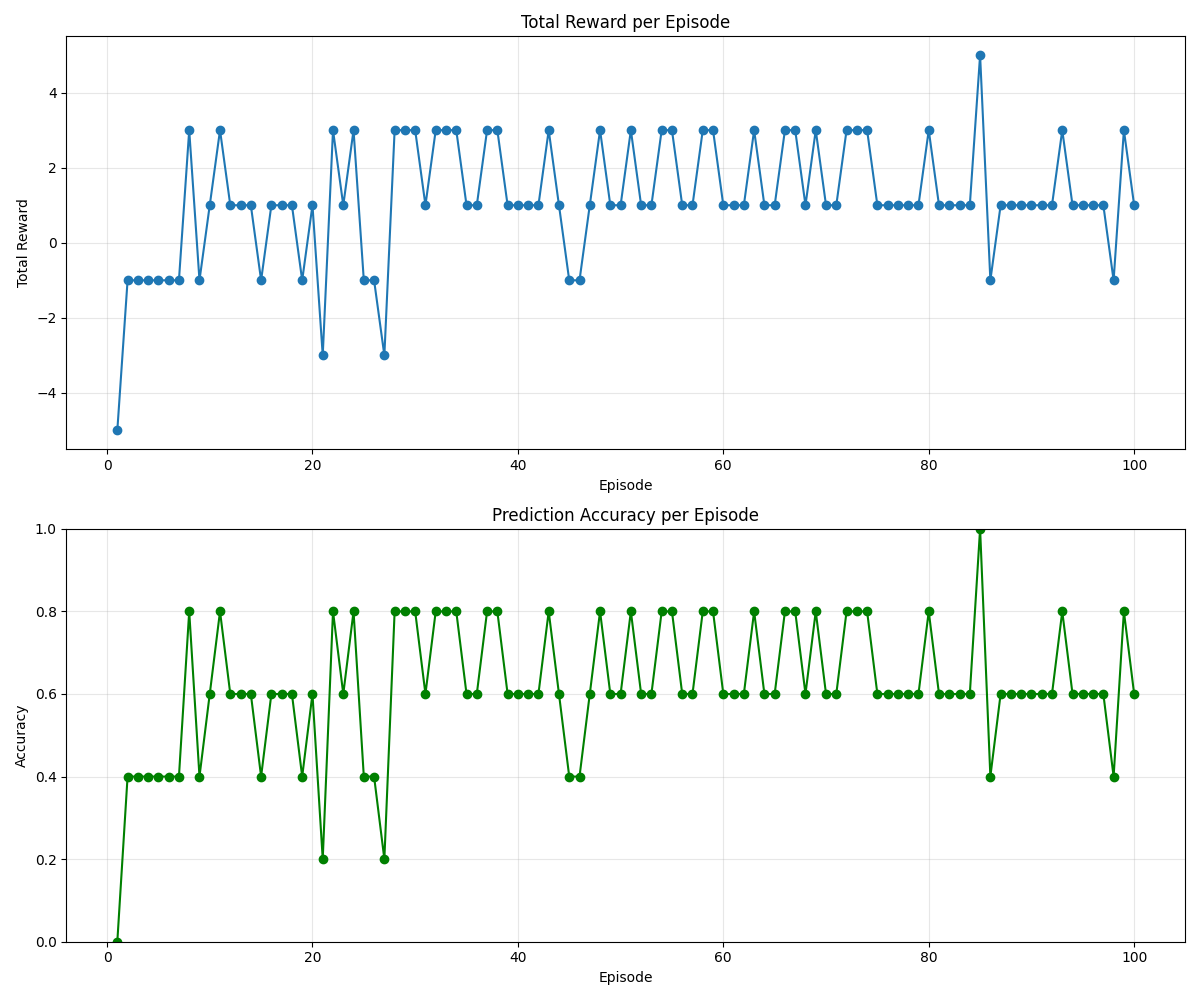 Total Reward per Episode
4
2
0
−2
−4
Total Reward
0 20 40 60 80 100
Episode
Prediction Accuracy per Episode
1.0
0.8
0.6
0.4
0.2
0.0
Accuracy
0 20 40 60 80 100
Episode